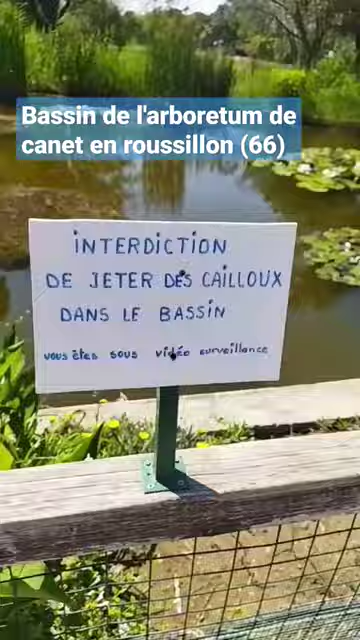 Bassin de l'arboretum de
canet en roussillon (66)
INTERDICTION
DE JETER DES CAILLOUX
DANS LE BASSIN
vous êtes sous vidéo surveillance